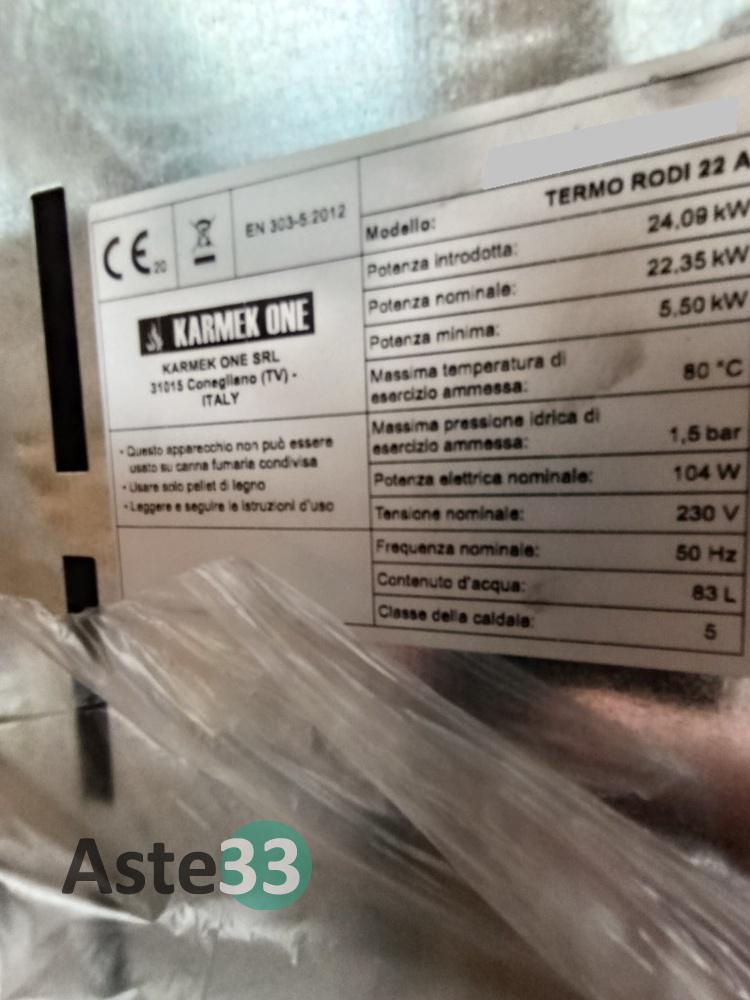 CE 20
EN 303-5:2012
KARMEK ONE
KARMEK ONE SRL
31015 Conegliano (TV) -
ITALY
• Questo apparecchio non può essere
usato su canna fumaria condivisa
• Usare solo pellet di legno
• Leggere e seguire le istruzioni d'uso
Modello: TERMO RODI 22 A
Potenza introdotta: 24,09 kW
Potenza nominale: 22,35 kW
Potenza minima: 5,50 kW
Massima temperatura di
esercizio ammessa: 80 °C
Massima pressione idrica di
esercizio ammessa: 1,5 bar
Potenza elettrica nominale: 104 W
Tensione nominale: 230 V
Frequenza nominale: 50 Hz
Contenuto d'acqua: 83 L
Classe della caldaia: 5
Aste33